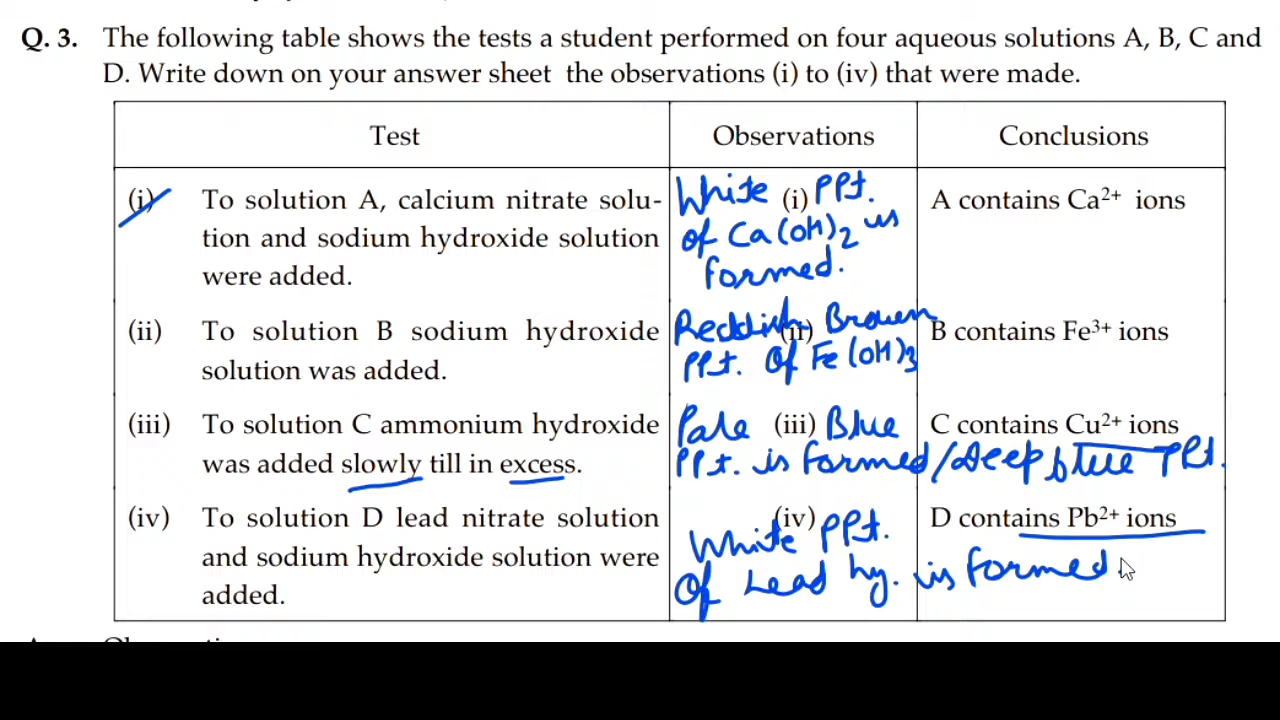 Q. 3. The following table shows the tests a student performed on four aqueous solutions A, B, C and
D. Write down on your answer sheet the observations (i) to (iv) that were made.
Test Observations Conclusions
(i) To solution A, calcium nitrate solu-
tion and sodium hydroxide solution
were added.
White (i) PPt.
of Ca(OH)2 is
formed.
A contains Ca2+ ions
(ii) To solution B sodium hydroxide
solution was added.
Reddish (ii) Brown
PPt. of Fe(OH)3
B contains Fe3+ ions
(iii) To solution C ammonium hydroxide
was added slowly till in excess.
Pale (iii) Blue
PPt. is formed/deep blue PPt.
C contains Cu2+ ions
(iv) To solution D lead nitrate solution
and sodium hydroxide solution were
added.
(iv)
White PPt.
of Lead hy. is formed.
D contains Pb2+ ions